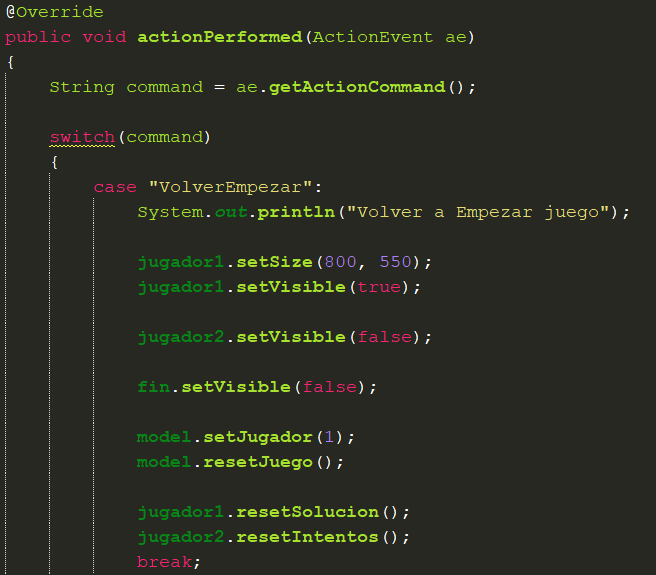 @Override
public void actionPerformed(ActionEvent ae)
{
String command = ae.getActionCommand();
switch(command)
{
case "VolverEmpezar":
System.out.println("Volver a Empezar juego");
jugador1.setSize(800, 550);
jugador1.setVisible(true);
jugador2.setVisible(false);
fin.setVisible(false);
model.setJugador(1);
model.resetJuego();
jugador1.resetSolucion();
jugador2.resetIntentos();
break;